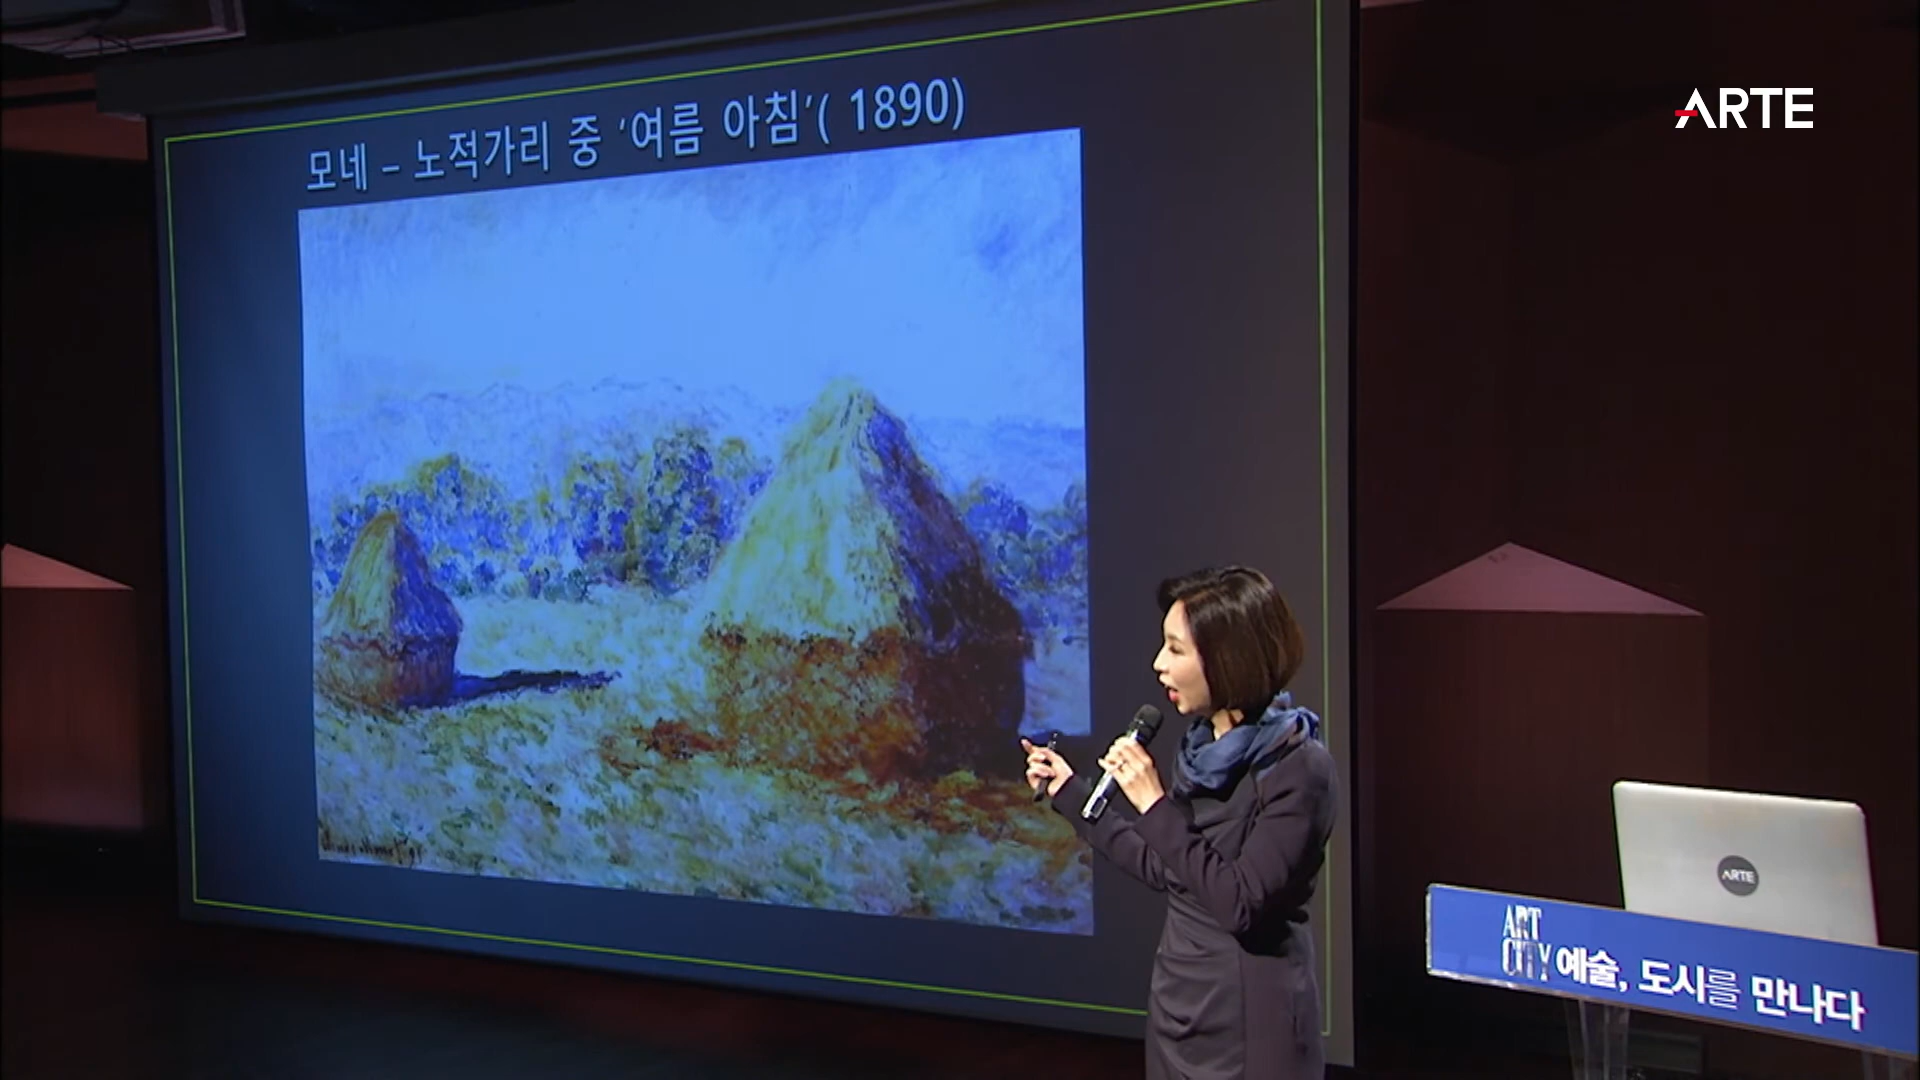 모네 – 노적가리 중 '여름 아침'( 1890)
ARTE
ARTE
ART
CITY 예술, 도시를 만나다